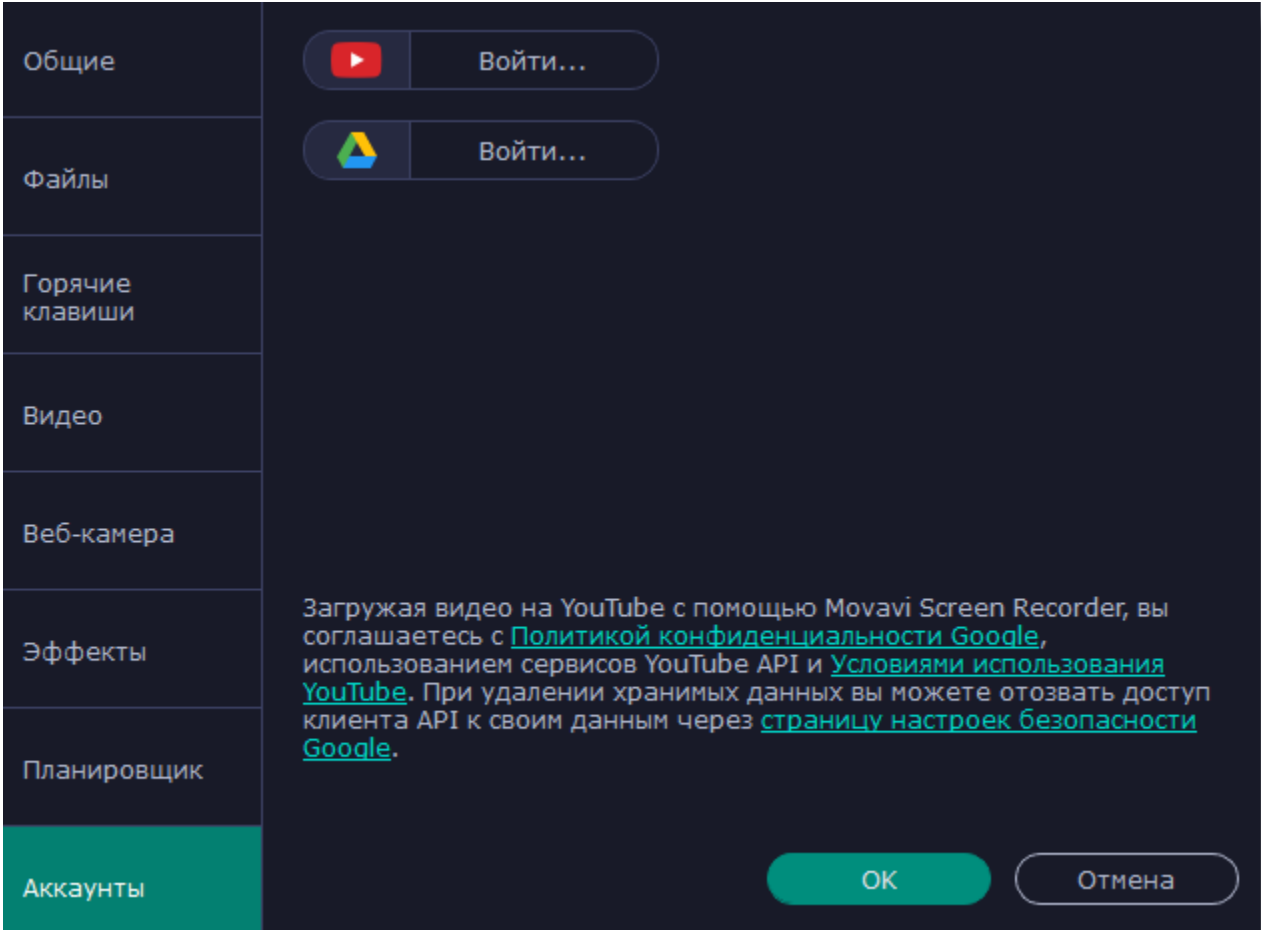 Общие
Файлы
Горячие
клавиши
Видео
Веб-камера
Эффекты
Планировщик
Аккаунты
Войти...
Войти...
Загружая видео на YouTube с помощью Movavi Screen Recorder, вы
соглашаетесь с Политикой конфиденциальности Google,
использованием сервисов YouTube API и Условиями использования
YouTube. При удалении хранимых данных вы можете отозвать доступ
клиента API к своим данным через страницу настроек безопасности
Google.
ОК
Отмена